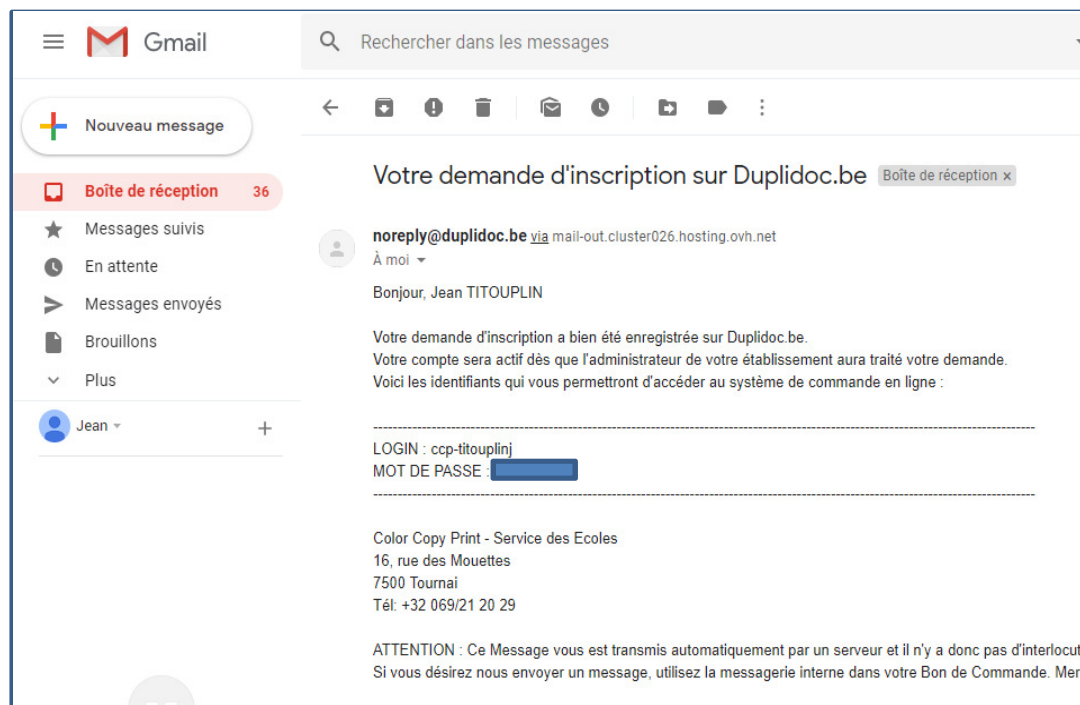 Gmail
Rechercher dans les messages
Nouveau message
Boîte de réception 36
Messages suivis
En attente
Messages envoyés
Brouillons
Plus
Jean
Votre demande d'inscription sur Duplidoc.be Boîte de réception x
noreply@duplidoc.be via mail-out.cluster026.hosting.ovh.net
À moi
Bonjour, Jean TITOUPLIN
Votre demande d'inscription a bien été enregistrée sur Duplidoc.be.
Votre compte sera actif dès que l'administrateur de votre établissement aura traité votre demande.
Voici les identifiants qui vous permettront d'accéder au système de commande en ligne :
LOGIN : ccp-titouplinj
MOT DE PASSE :
Color Copy Print - Service des Ecoles
16, rue des Mouettes
7500 Tournai
Tél: +32 069/21 20 29
ATTENTION : Ce Message vous est transmis automatiquement par un serveur et il n'y a donc pas d'interlocut
Si vous désirez nous envoyer un message, utilisez la messagerie interne dans votre Bon de Commande. Mer